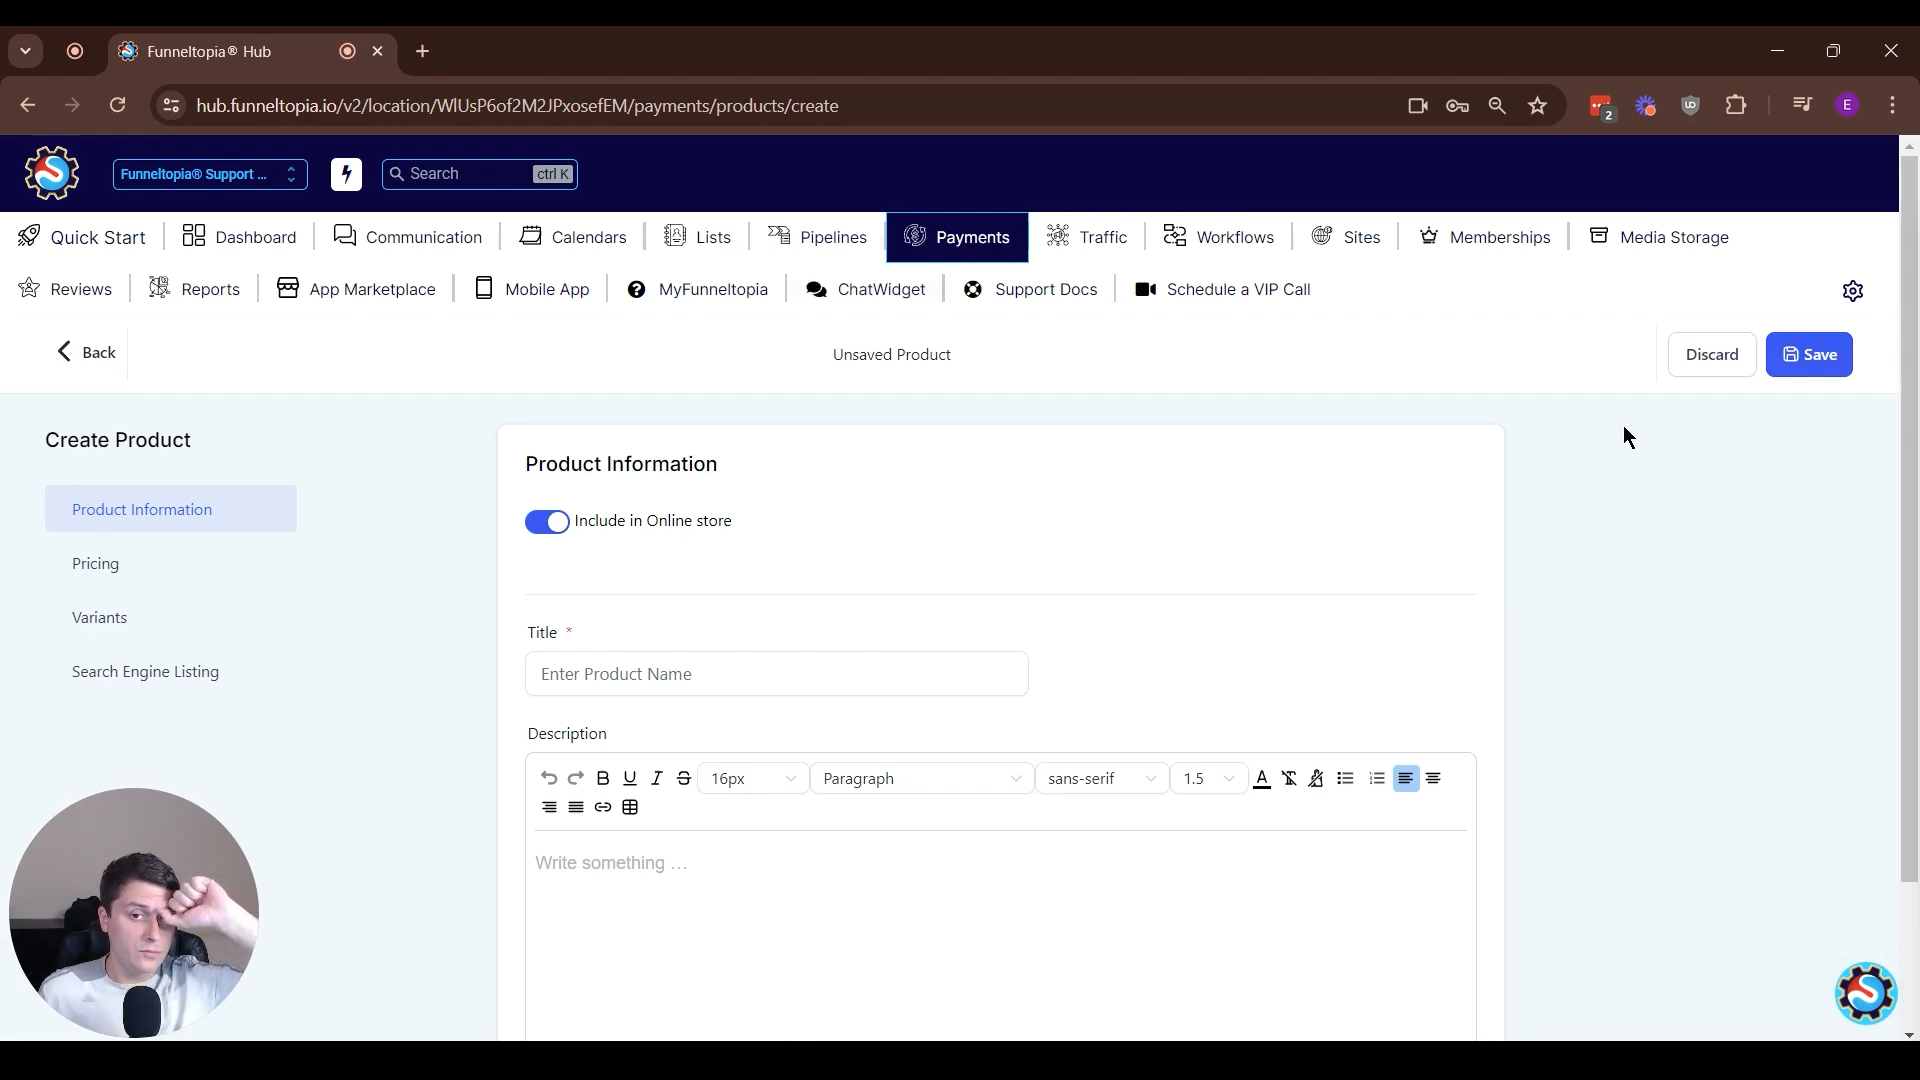 Funneltopia® Hub
hub.funneltopia.io/v2/location/WlUsP6of2M2JPxosefEM/payments/products/create
2
E
Funneltopia® Support ...
Search ctrl K
Quick Start Dashboard Communication Calendars Lists Pipelines Payments Traffic Workflows Sites Memberships Media Storage
Reviews Reports App Marketplace Mobile App MyFunneltopia ChatWidget Support Docs Schedule a VIP Call
Back Unsaved Product Discard Save
Create Product
Product Information
Pricing
Variants
Search Engine Listing
Product Information
Include in Online store
Title *
Enter Product Name
Description
16px Paragraph sans-serif 1.5
Write something ...